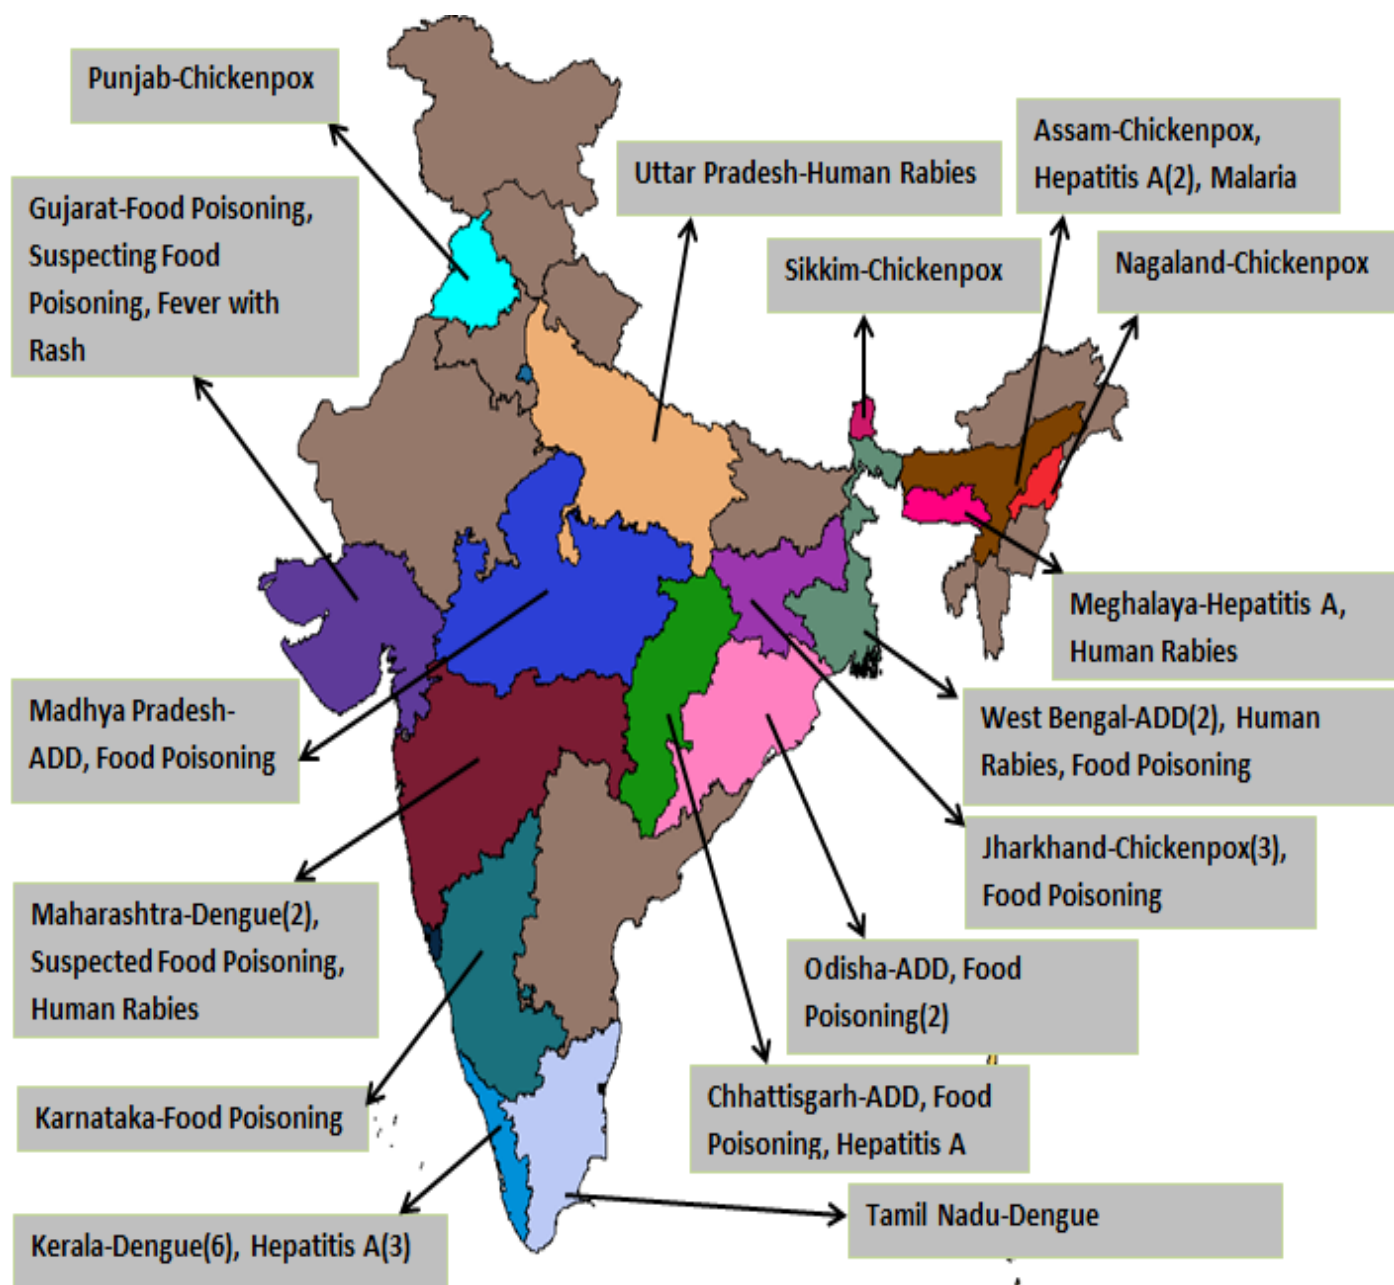 Punjab-Chickenpox
Uttar Pradesh-Human Rabies
Assam-Chickenpox,
Hepatitis A(2), Malaria
Gujarat-Food Poisoning,
Suspecting Food
Poisoning, Fever with
Rash
Sikkim-Chickenpox
Nagaland-Chickenpox
Meghalaya-Hepatitis A,
Human Rabies
Madhya Pradesh-
ADD, Food Poisoning
West Bengal-ADD(2), Human
Rabies, Food Poisoning
Jharkhand-Chickenpox(3),
Food Poisoning
Maharashtra-Dengue(2),
Suspected Food Poisoning,
Human Rabies
Odisha-ADD, Food
Poisoning(2)
Karnataka-Food Poisoning
Chhattisgarh-ADD, Food
Poisoning, Hepatitis A
Tamil Nadu-Dengue
Kerala-Dengue(6), Hepatitis A(3)